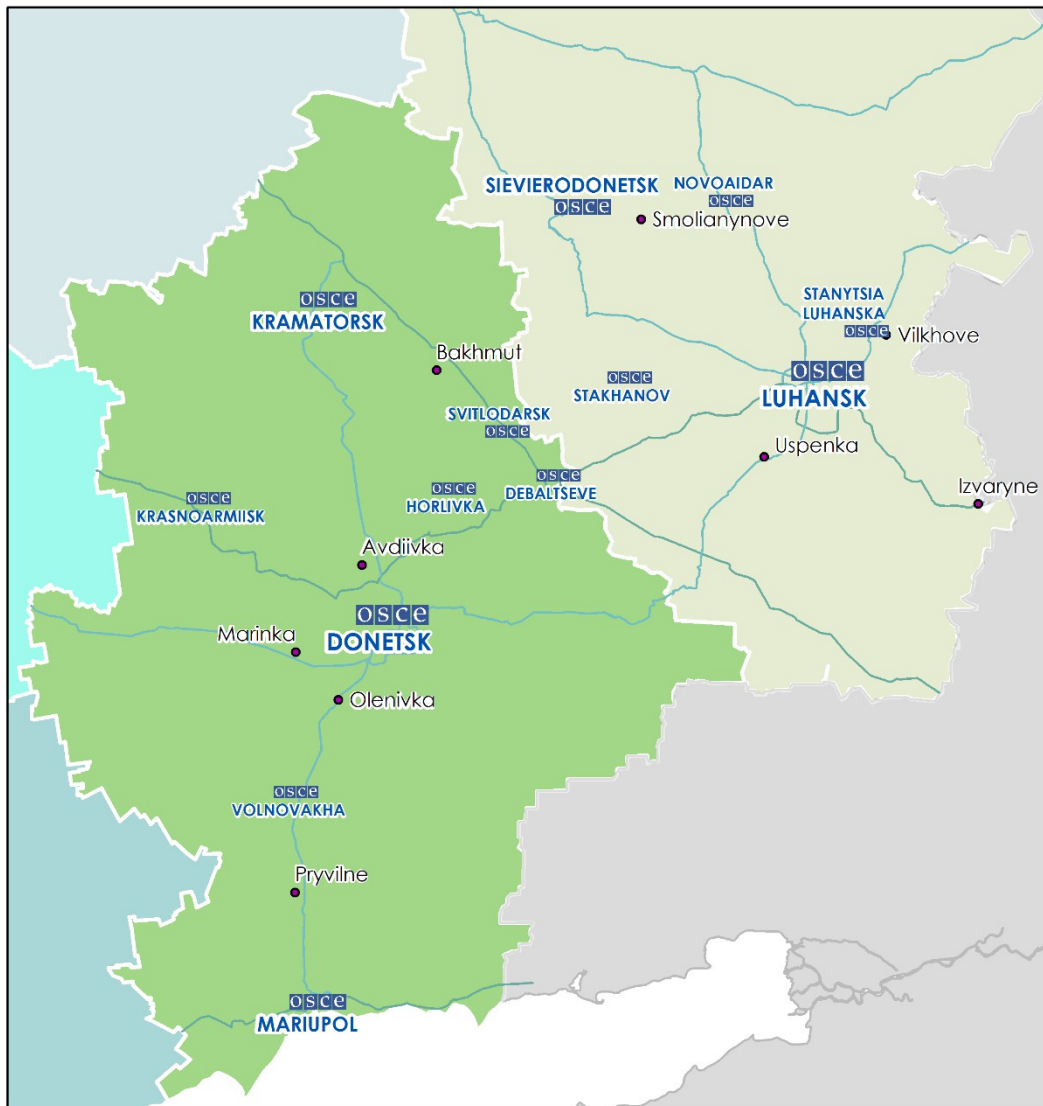 SIEVIERODONETSK
osce
NOVOAIDAR
osce
Smolianynove
osce
KRAMATORSK
STANYTSIA
LUHANSKA
osce
Vilkhove
Bakhmut
osce
STAKHANOV
osce
LUHANSK
SVITLODARSK
osce
Uspenka
osce
KRASNOARMIISK
osce
HORLIVKA
osce
DEBALTSEVE
Izvaryne
Avdiivka
osce
DONETSK
Marinka
Olenivka
osce
VOLNOVAKHA
Pryvilne
osce
MARIUPOL